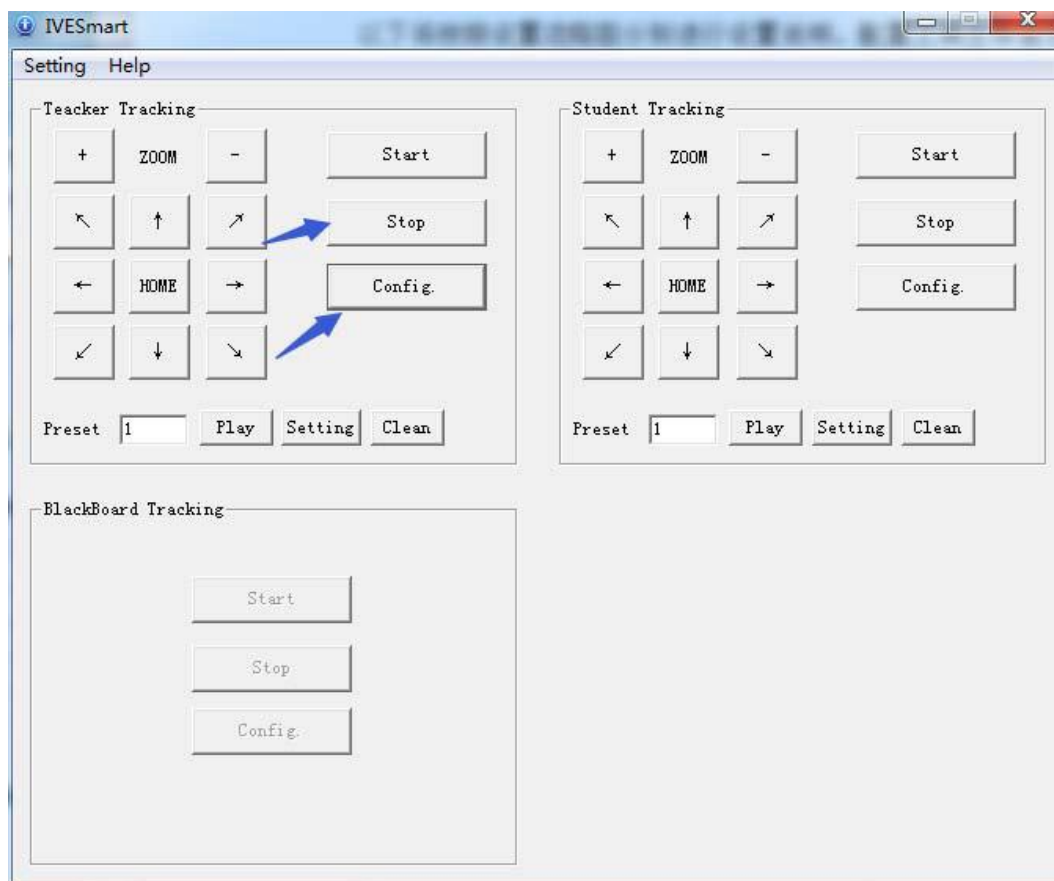 IVESmart
Setting Help
Teacker Tracking
+ ZOOM - Start
↖ ↑ ↗ Stop
← HOME → Config.
↙ ↓ ↘
Preset 1 Play Setting Clean
Student Tracking
+ ZOOM - Start
↖ ↑ ↗ Stop
← HOME → Config.
↙ ↓ ↘
Preset 1 Play Setting Clean
BlackBoard Tracking
Start
Stop
Config.